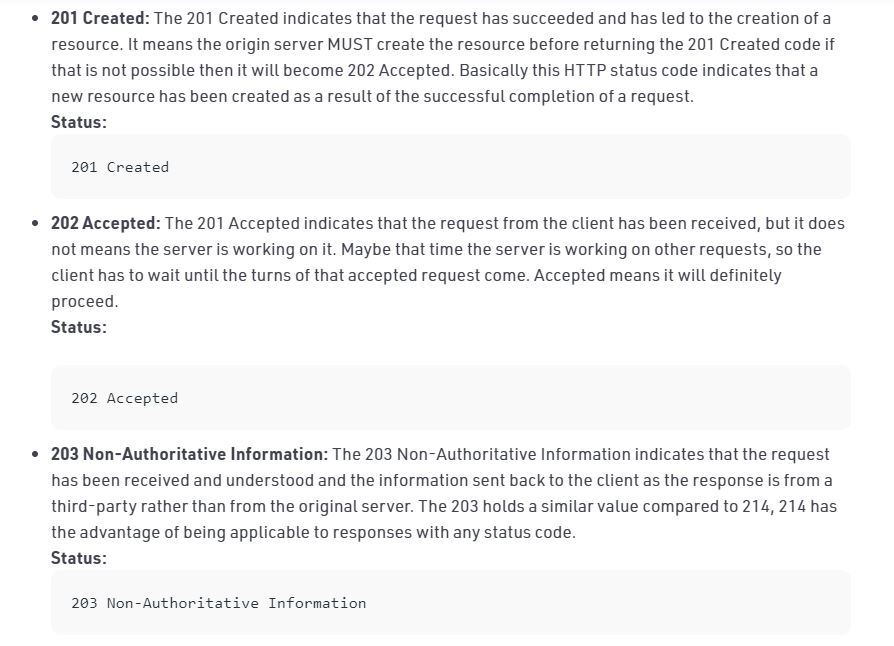 201 Created: The 201 Created indicates that the request has succeeded and has led to the creation of a
resource. It means the origin server MUST create the resource before returning the 201 Created code if
that is not possible then it will become 202 Accepted. Basically this HTTP status code indicates that a
new resource has been created as a result of the successful completion of a request.
Status:
201 Created
202 Accepted: The 201 Accepted indicates that the request from the client has been received, but it does
not means the server is working on it. Maybe that time the server is working on other requests, so the
client has to wait until the turns of that accepted request come. Accepted means it will definitely
proceed.
Status:
202 Accepted
203 Non-Authoritative Information: The 203 Non-Authoritative Information indicates that the request
has been received and understood and the information sent back to the client as the response is from a
third-party rather than from the original server. The 203 holds a similar value compared to 214, 214 has
the advantage of being applicable to responses with any status code.
Status:
203 Non-Authoritative Information